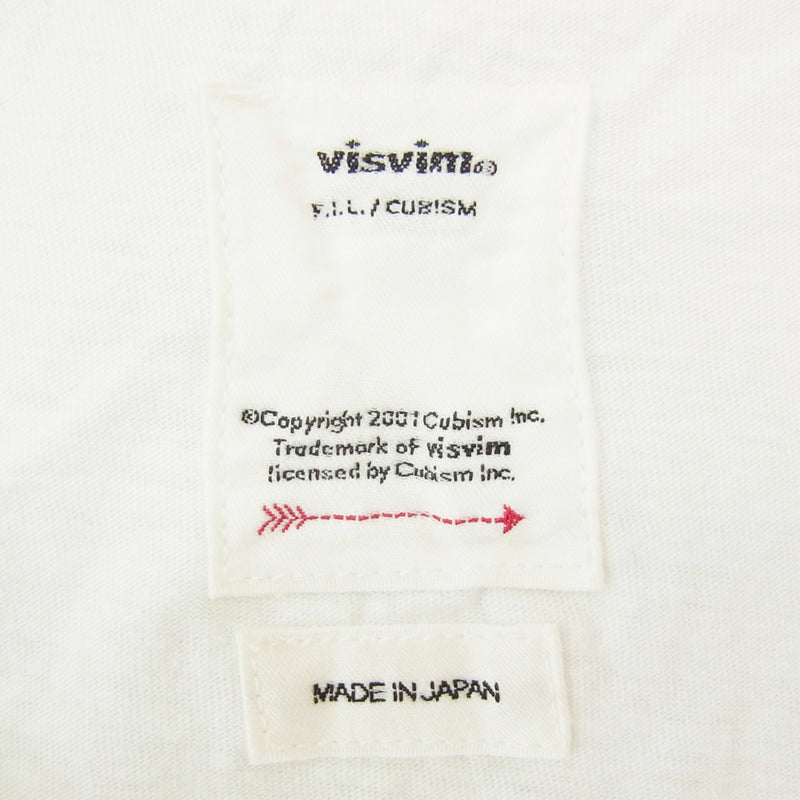 visvim®
F.I.L. / CUBISM
©Copyright 2001 Cubism Inc.
Trademark of visvim
licensed by Cubism Inc.
MADE IN JAPAN